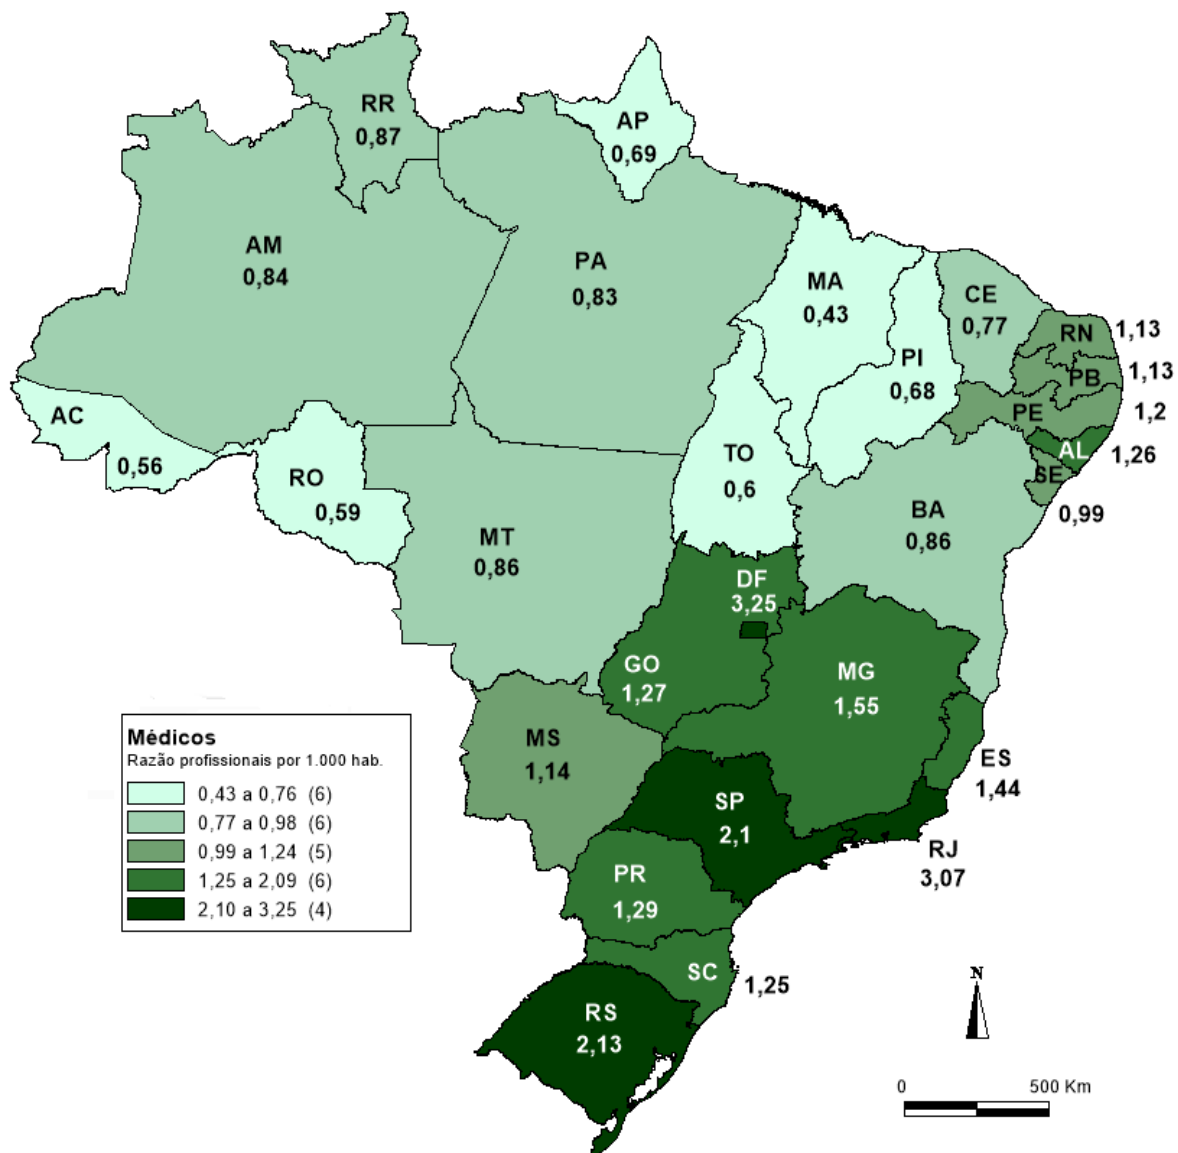 RR
0,87
AP
0,69
AM
0,84
PA
0,83
MA
0,43
CE
0,77
RN
1,13
PI
0,68
PB
1,13
PE
1,2
AC
0,56
AL
1,26
TO
0,6
SE
0,99
RO
0,59
BA
0,86
MT
0,86
DF
3,25
GO
1,27
MG
1,55
MS
1,14
ES
1,44
SP
2,1
RJ
3,07
PR
1,29
SC
1,25
RS
2,13
Médicos
Razão profissionais por 1.000 hab.
0,43 a 0,76 (6)
0,77 a 0,98 (6)
0,99 a 1,24 (5)
1,25 a 2,09 (6)
2,10 a 3,25 (4)
N
0 500 Km